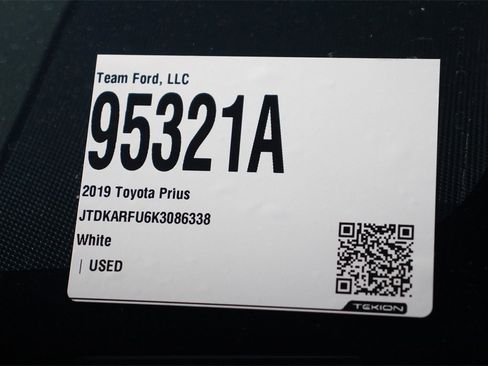 Team Ford, LLC
95321A
2019 Toyota Prius
JTDKARFU6K3086338
White
| USED
TEKION